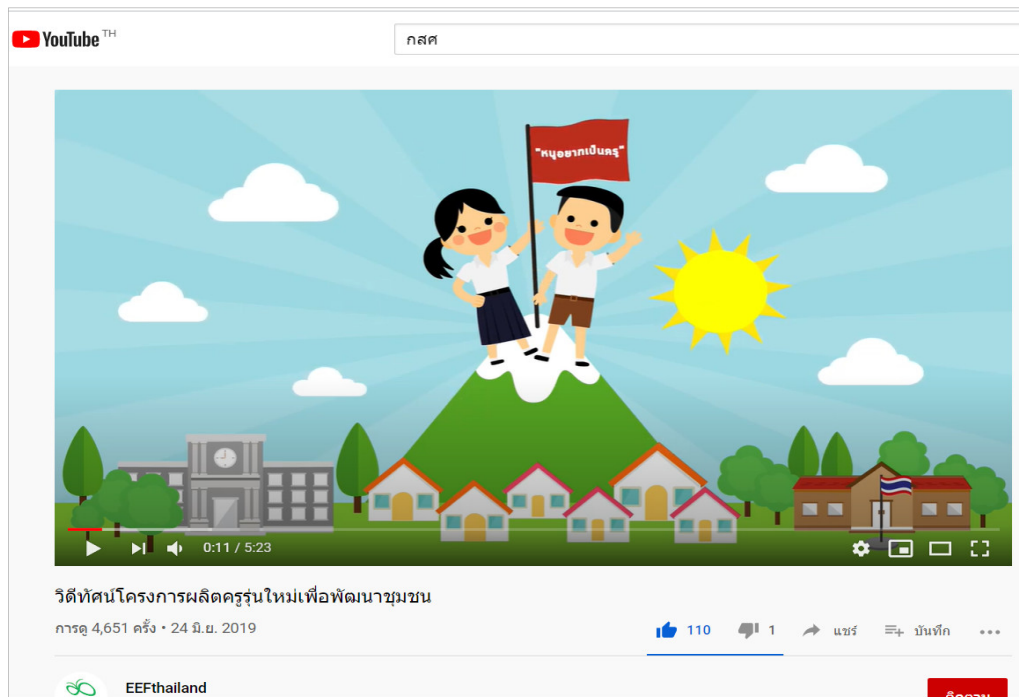 YouTube TH
กสศ
"หนูอยากเป็นครู"
0:11 / 5:23
วิดีทัศน์โครงการผลิตครูรุ่นใหม่เพื่อพัฒนาชุมชน
การดู 4,651 ครั้ง • 24 มิ.ย. 2019
110 1 แชร์ บันทึก
EEFthailand